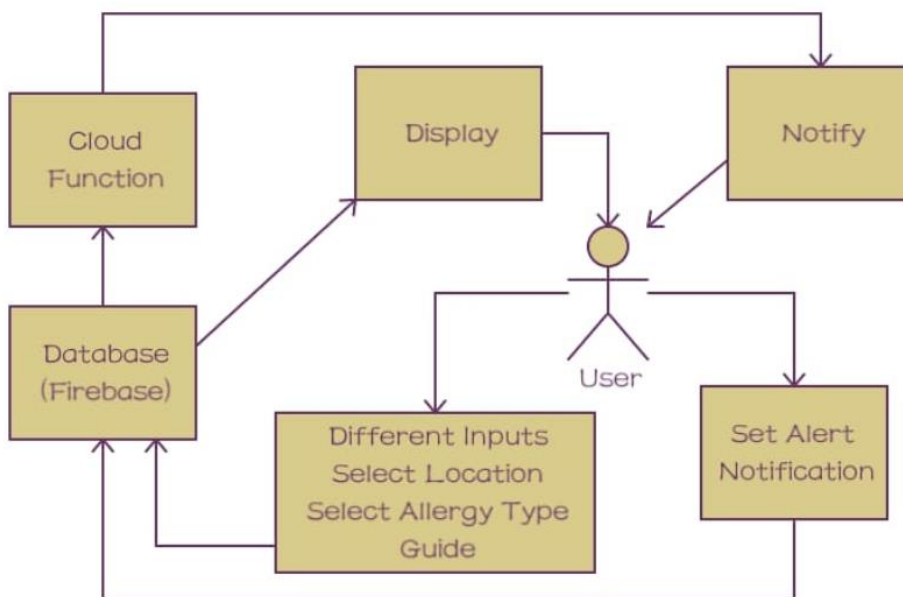 Cloud
Function
Display
Notify
Database
(Firebase)
User
Different Inputs
Select Location
Select Allergy Type
Guide
Set Alert
Notification